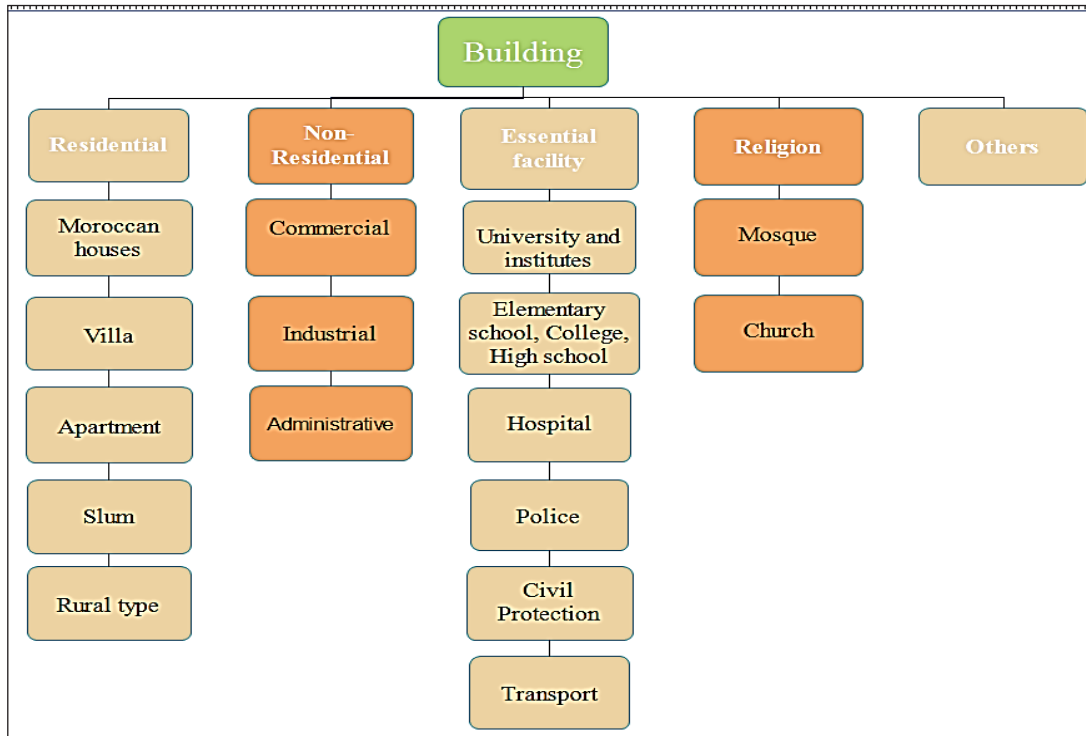 Building
Residential
Moroccan
houses
Villa
Apartment
Slum
Rural type
Non-
Residential
Commercial
Industrial
Administrative
Essential
facility
University and
institutes
Elementary
school, College,
High school
Hospital
Police
Civil
Protection
Transport
Religion
Mosque
Church
Others